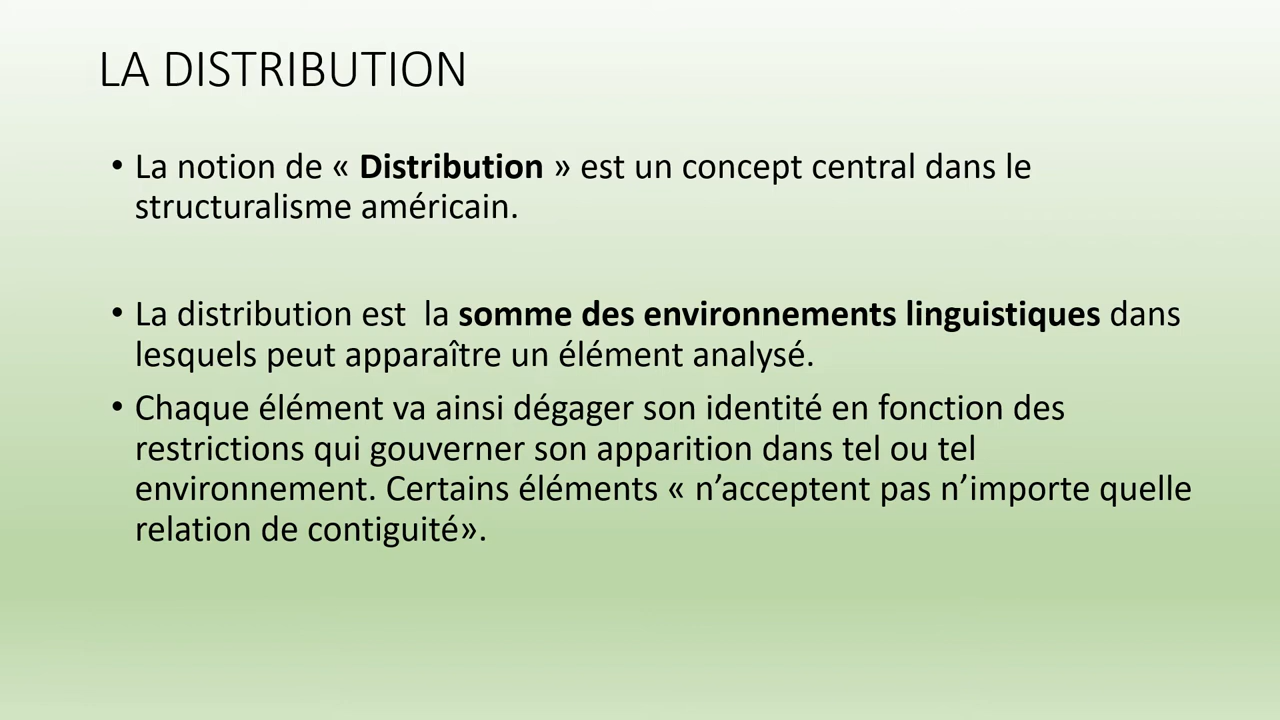 LA DISTRIBUTION
• La notion de « Distribution » est un concept central dans le
structuralisme américain.
• La distribution est  la somme des environnements linguistiques dans
lesquels peut apparaître un élément analysé.
• Chaque élément va ainsi dégager son identité en fonction des
restrictions qui gouverner son apparition dans tel ou tel
environnement. Certains éléments « n’acceptent pas n’importe quelle
relation de contiguité».